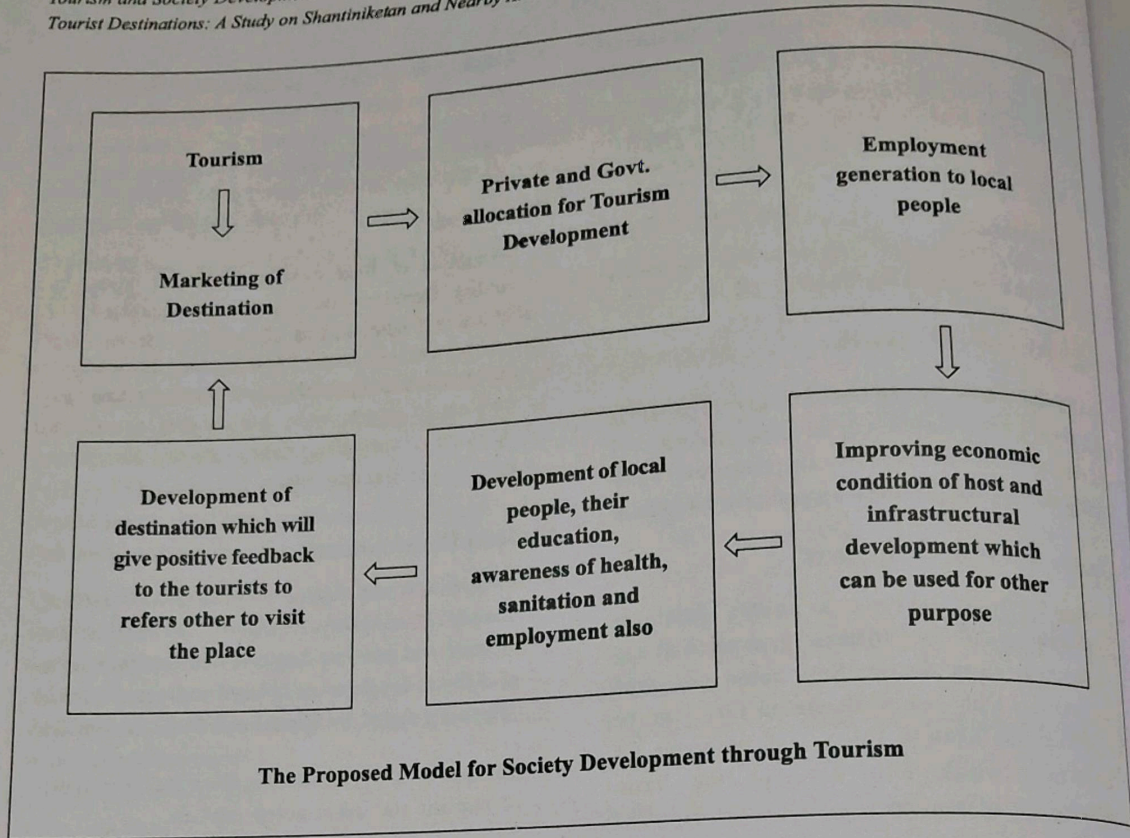 Tourism and Society
Tourist Destinations: A Study on Shantiniketan and Nearby
Tourism
Marketing of
Destination
Private and Govt.
allocation for Tourism
Development
Employment
generation to local
people
Improving economic
condition of host and
infrastructural
development which
can be used for other
purpose
Development of local
people, their
education,
awareness of health,
sanitation and
employment also
Development of
destination which will
give positive feedback
to the tourists to
refers other to visit
the place
The Proposed Model for Society Development through Tourism